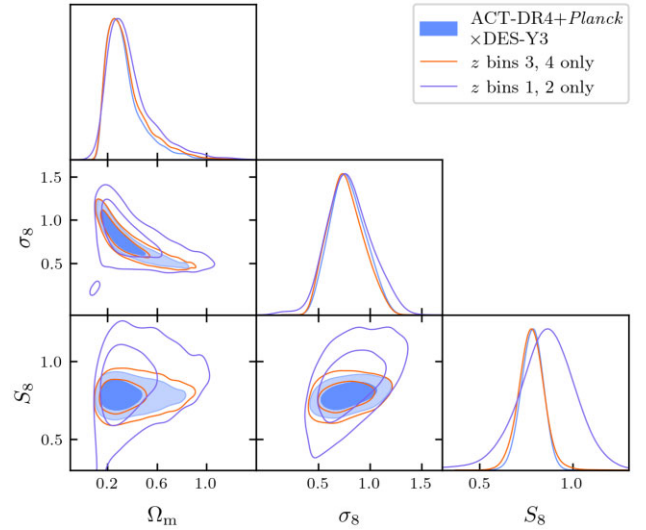 ACT-DR4+Planck
×DES-Y3
z bins 3, 4 only
z bins 1, 2 only
1.5
1.0
0.5
σ₈
1.0
0.5
S₈
0.2 0.6 1.0
0.5 1.0 1.5
0.5 1.0
Ωₘ σ₈ S₈